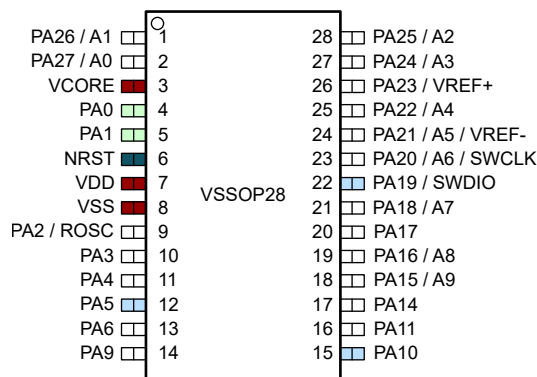 PA26 / A1 1 28 PA25 / A2
PA27 / A0 2 27 PA24 / A3
VCORE 3 26 PA23 / VREF+
PA0 4 25 PA22 / A4
PA1 5 24 PA21 / A5 / VREF-
NRST 6 23 PA20 / A6 / SWCLK
VDD 7 22 PA19 / SWDIO
VSS 8 21 PA18 / A7
VSSOP28
PA2 / ROSC 9 20 PA17
PA3 10 19 PA16 / A8
PA4 11 18 PA15 / A9
PA5 12 17 PA14
PA6 13 16 PA11
PA9 14 15 PA10